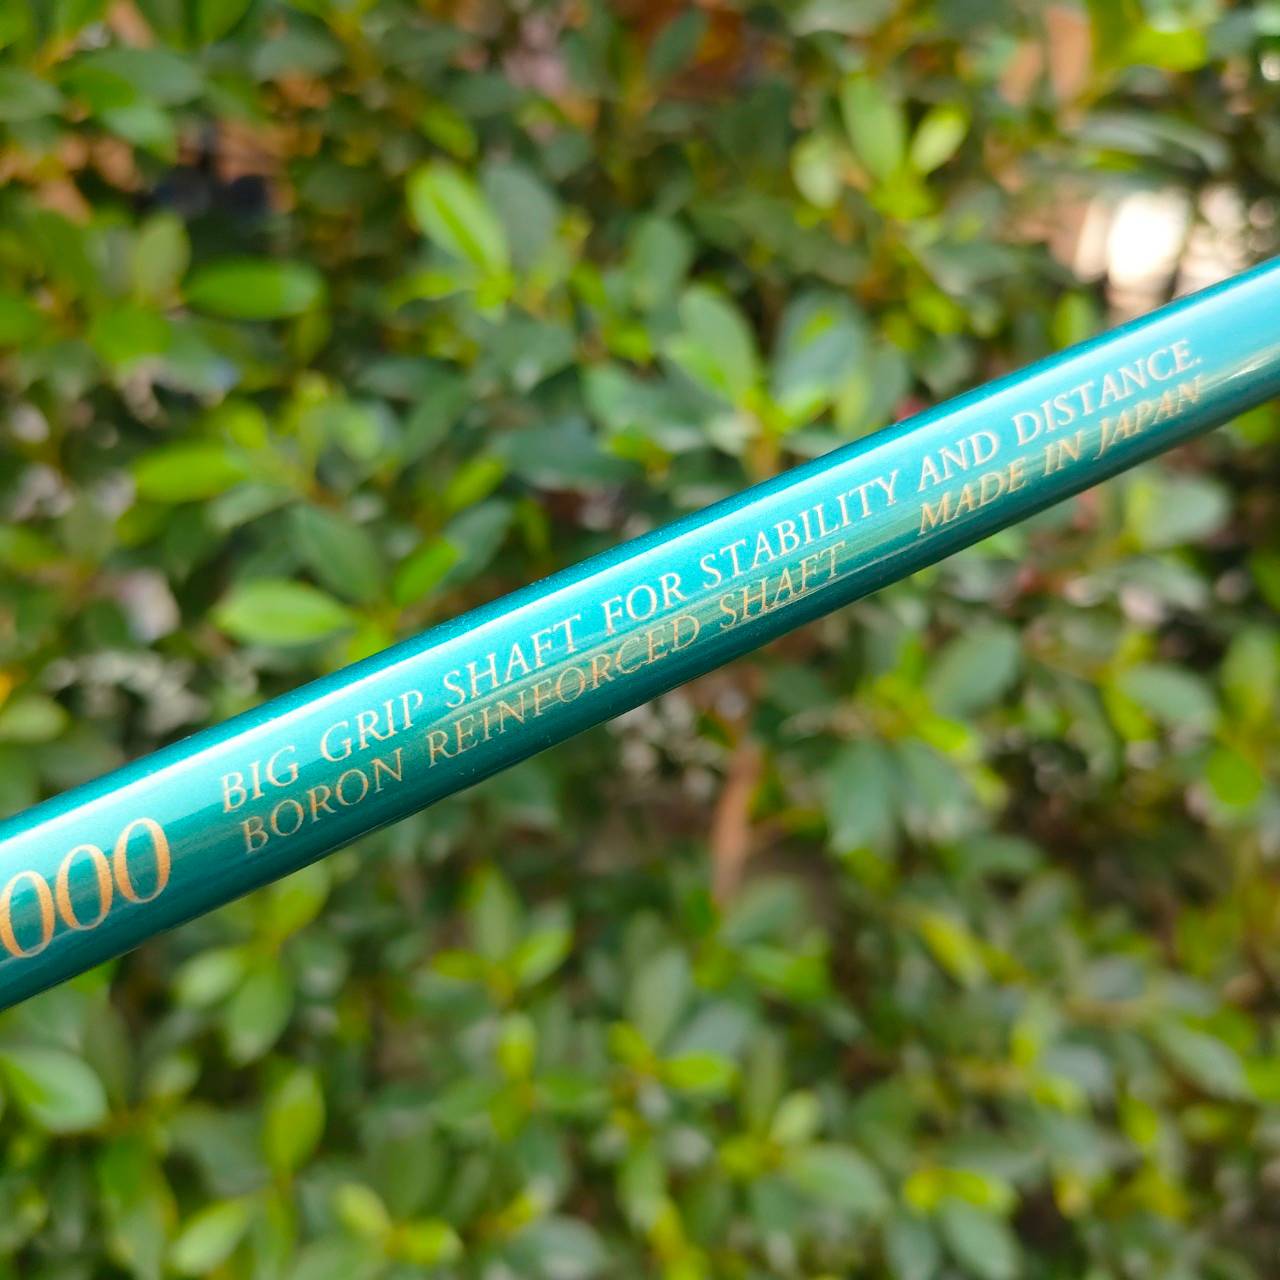 000
BIG GRIP SHAFT FOR STABILITY AND DISTANCE.
BORON REINFORCED SHAFT MADE IN JAPAN